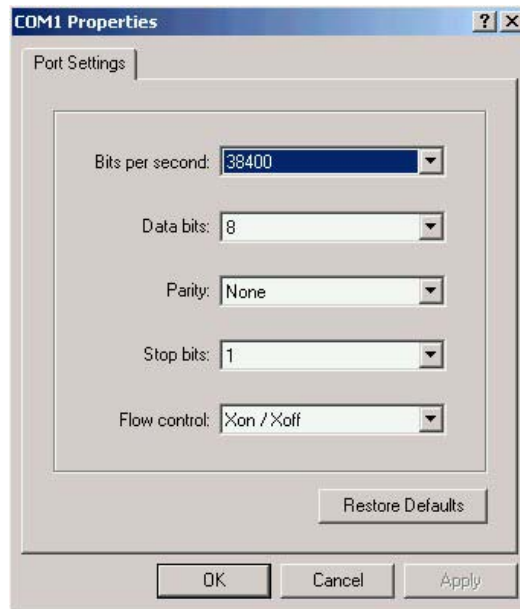 COM1 Properties
Port Settings
Bits per second: 38400
Data bits: 8
Parity: None
Stop bits: 1
Flow control: Xon / Xoff
Restore Defaults
OK Cancel Apply